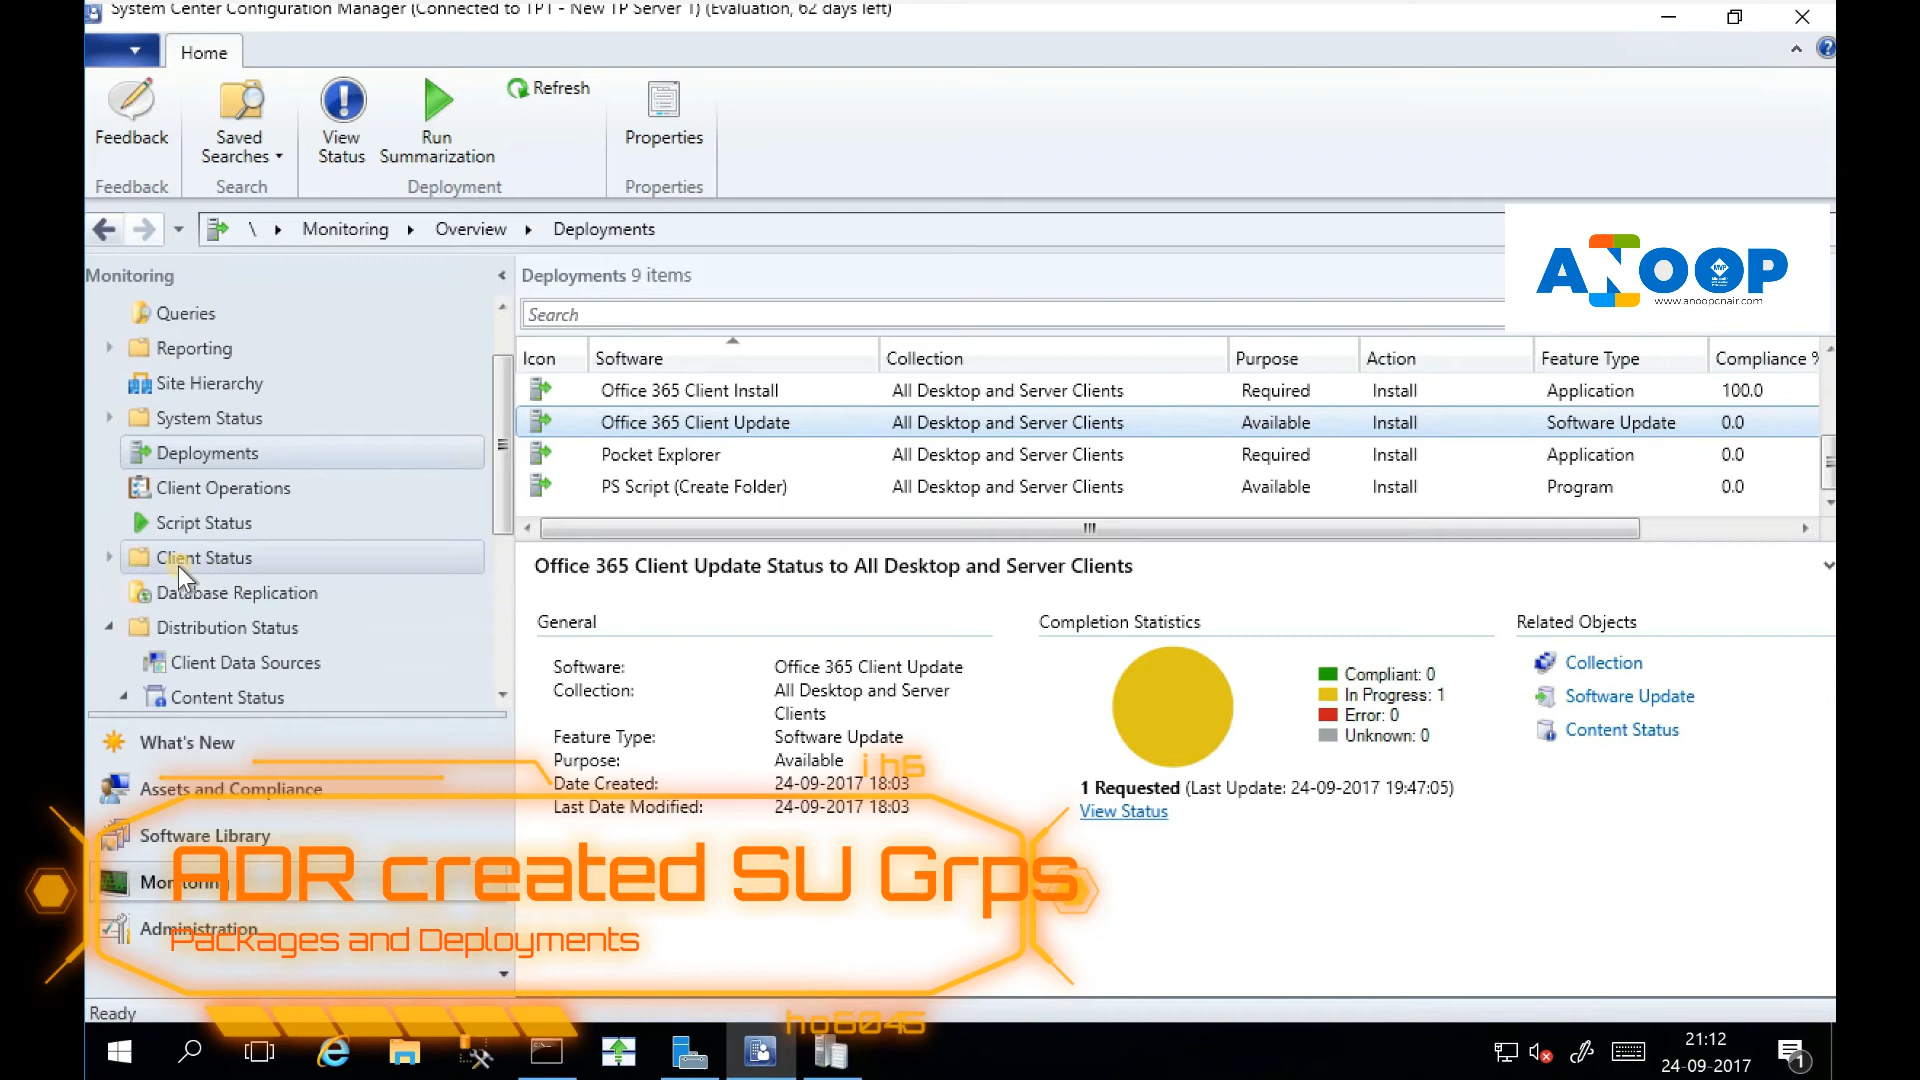 System Center Configuration Manager (Connected to TPT - New TP Server 1) (Evaluation, 62 days left)
Home
Feedback
Saved Searches
View Status
Run Summarization
Refresh
Properties
Feedback
Search
Deployment
Properties
\ Monitoring Overview Deployments
ANOOP
MVP
www.anoopcnair.com
Monitoring
Queries
Reporting
Site Hierarchy
System Status
Deployments
Client Operations
Script Status
Client Status
Database Replication
Distribution Status
Client Data Sources
Content Status
What's New
Assets and Compliance
Software Library
Monitoring
Administration
Deployments 9 items
Search
Icon Software Collection Purpose Action Feature Type Compliance %
Office 365 Client Install All Desktop and Server Clients Required Install Application 100.0
Office 365 Client Update All Desktop and Server Clients Available Install Software Update 0.0
Pocket Explorer All Desktop and Server Clients Required Install Application 0.0
PS Script (Create Folder) All Desktop and Server Clients Available Install Program 0.0
Office 365 Client Update Status to All Desktop and Server Clients
General
Software: Office 365 Client Update
Collection: All Desktop and Server
Clients
Feature Type: Software Update
Purpose: Available
Date Created: 24-09-2017 18:03
Last Date Modified: 24-09-2017 18:03
Completion Statistics
Compliant: 0
In Progress: 1
Error: 0
Unknown: 0
1 Requested (Last Update: 24-09-2017 19:47:05)
View Status
Related Objects
Collection
Software Update
Content Status
ADR created SU Grps
Packages and Deployments
Ready
21:12
24-09-2017
1